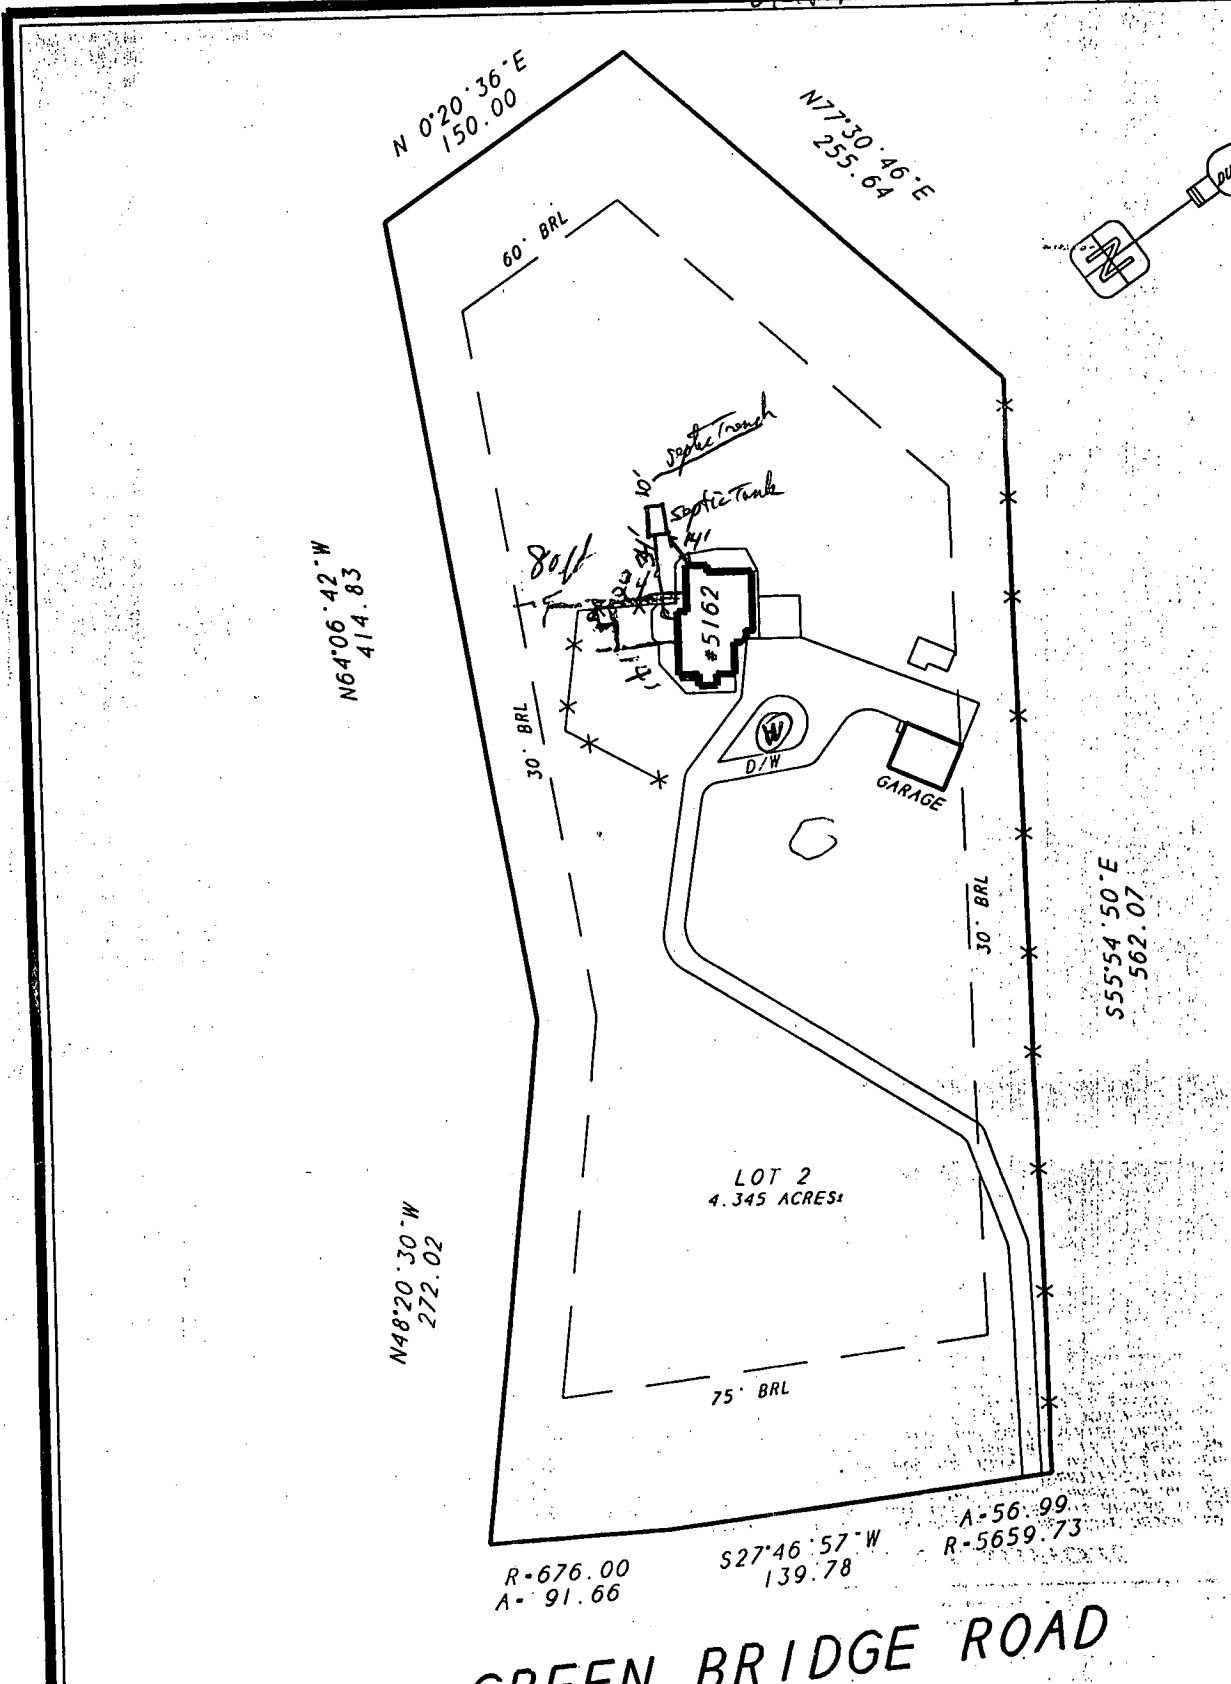 N 0°20'36"E
150.00
N77°30'46"E
255.64
N
60' BRL
Septic Trench
10'
Septic Tank
14'
80ft
24'
#5162
N64°06'42"W
414.83
14'
30' BRL
W
D/W
GARAGE
30' BRL
S55°54'50"E
562.07
LOT 2
4.345 ACRES±
N48°20'30"W
272.02
75' BRL
R=676.00
A= 91.66
S27°46'57"W
139.78
A=56.99
R=5659.73
GREEN BRIDGE ROAD